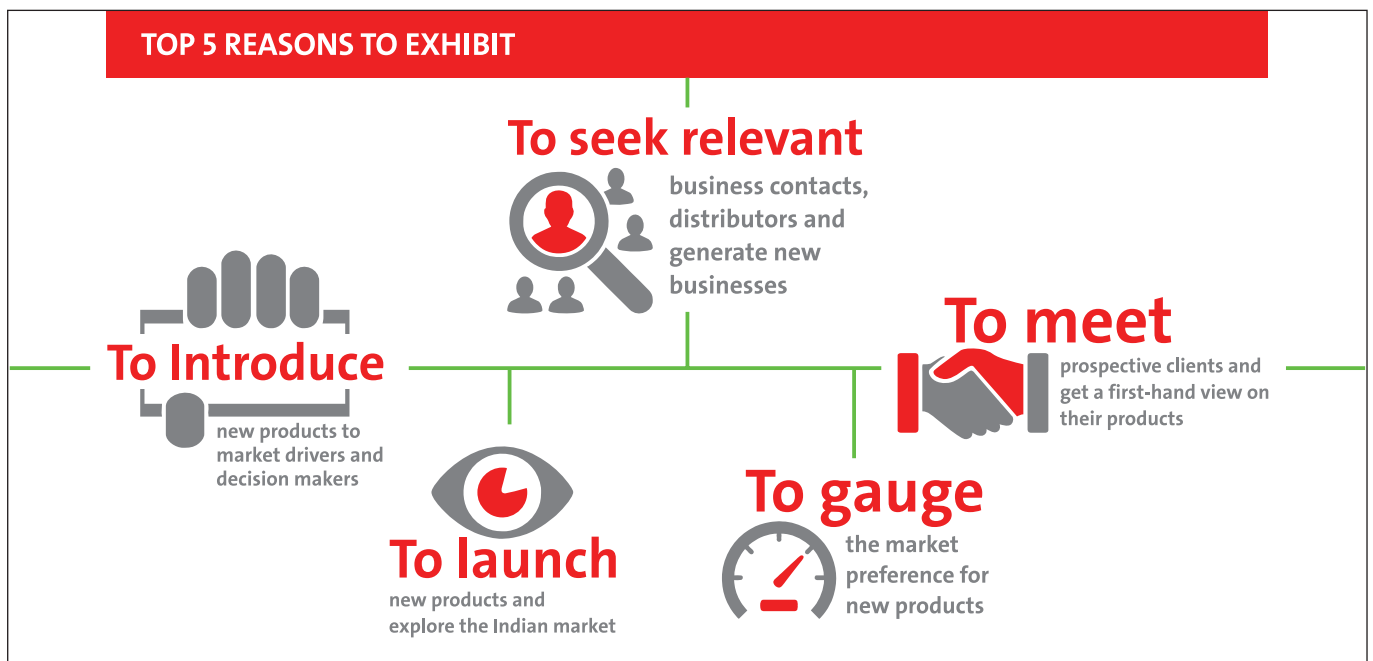 TOP 5 REASONS TO EXHIBIT
To seek relevant
business contacts,
distributors and
generate new
businesses
To Introduce
new products to
market drivers and
decision makers
To meet
prospective clients and
get a first-hand view on
their products
To launch
new products and
explore the Indian market
To gauge
the market
preference for
new products